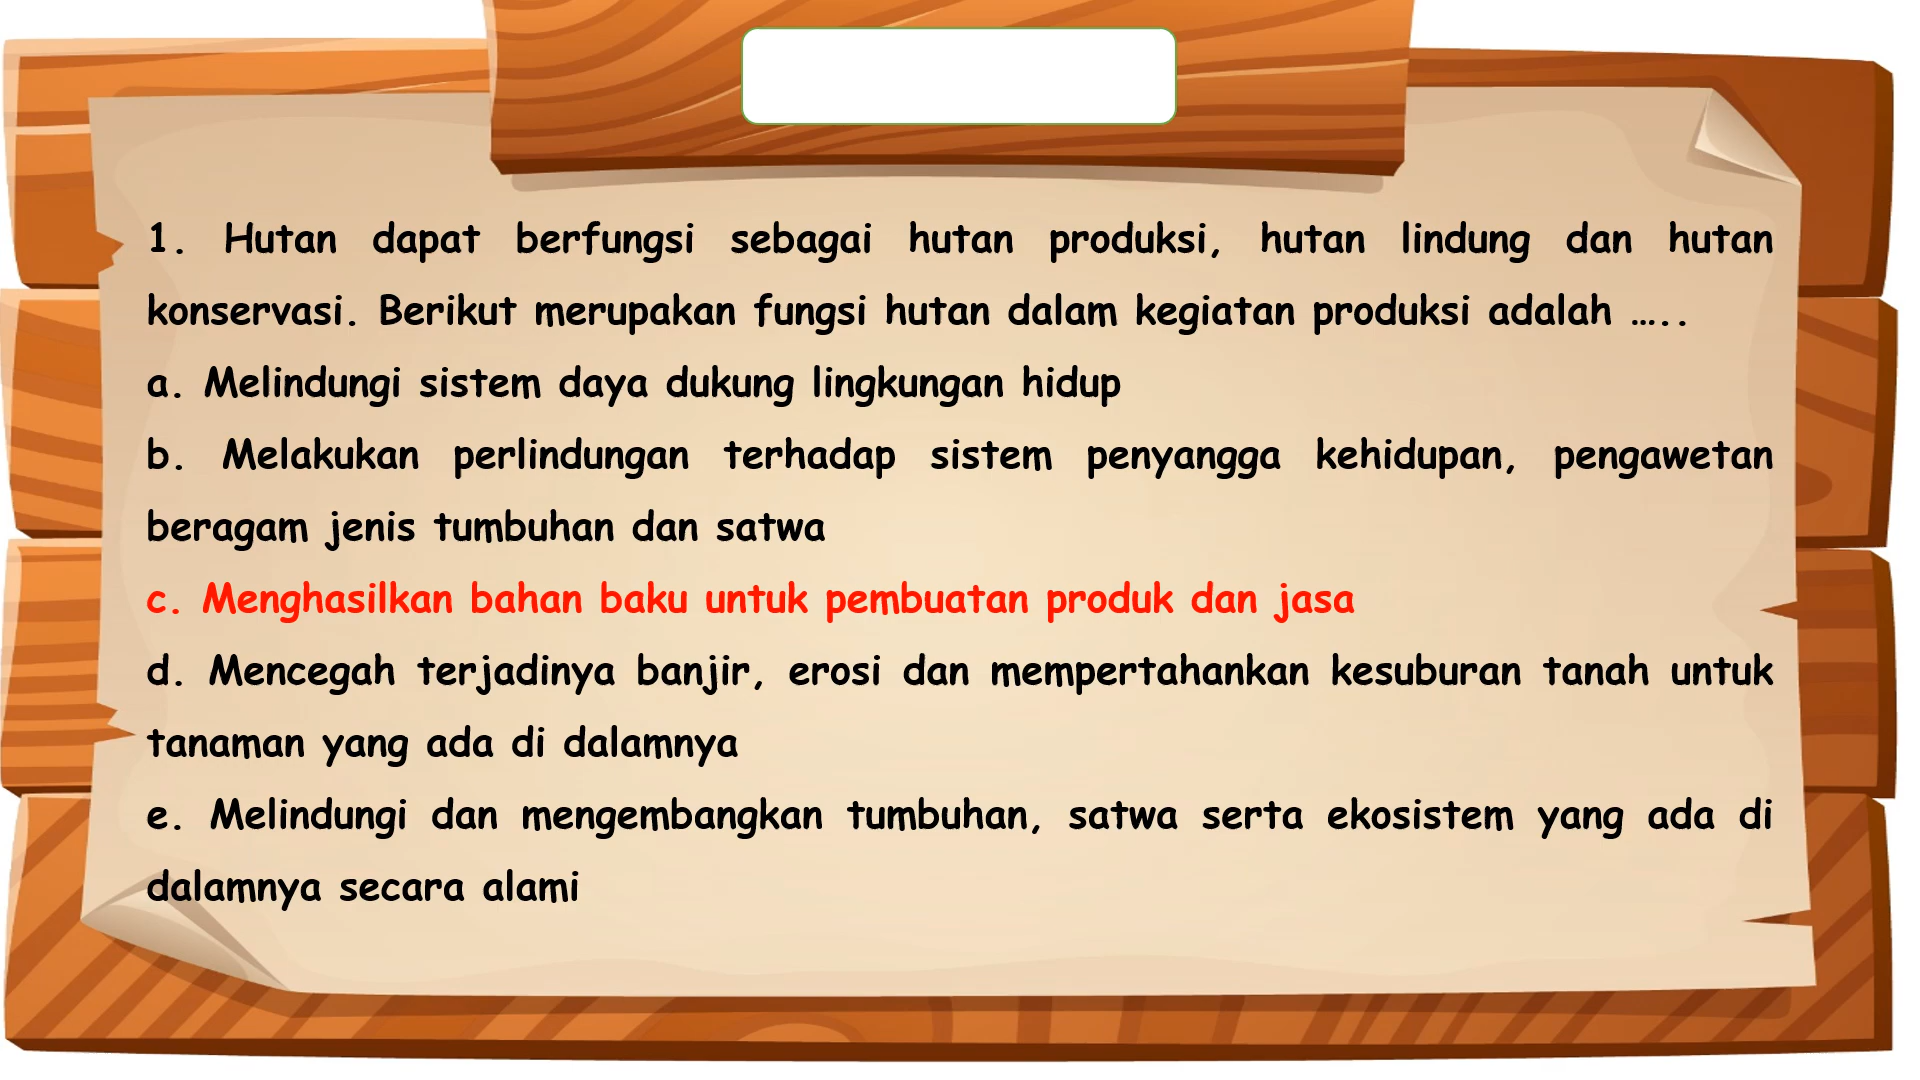 1. Hutan dapat berfungsi sebagai hutan produksi, hutan lindung dan hutan
konservasi. Berikut merupakan fungsi hutan dalam kegiatan produksi adalah …..
a. Melindungi sistem daya dukung lingkungan hidup
b. Melakukan perlindungan terhadap sistem penyangga kehidupan, pengawetan
beragam jenis tumbuhan dan satwa
c. Menghasilkan bahan baku untuk pembuatan produk dan jasa
d. Mencegah terjadinya banjir, erosi dan mempertahankan kesuburan tanah untuk
tanaman yang ada di dalamnya
e. Melindungi dan mengembangkan tumbuhan, satwa serta ekosistem yang ada di
dalamnya secara alami